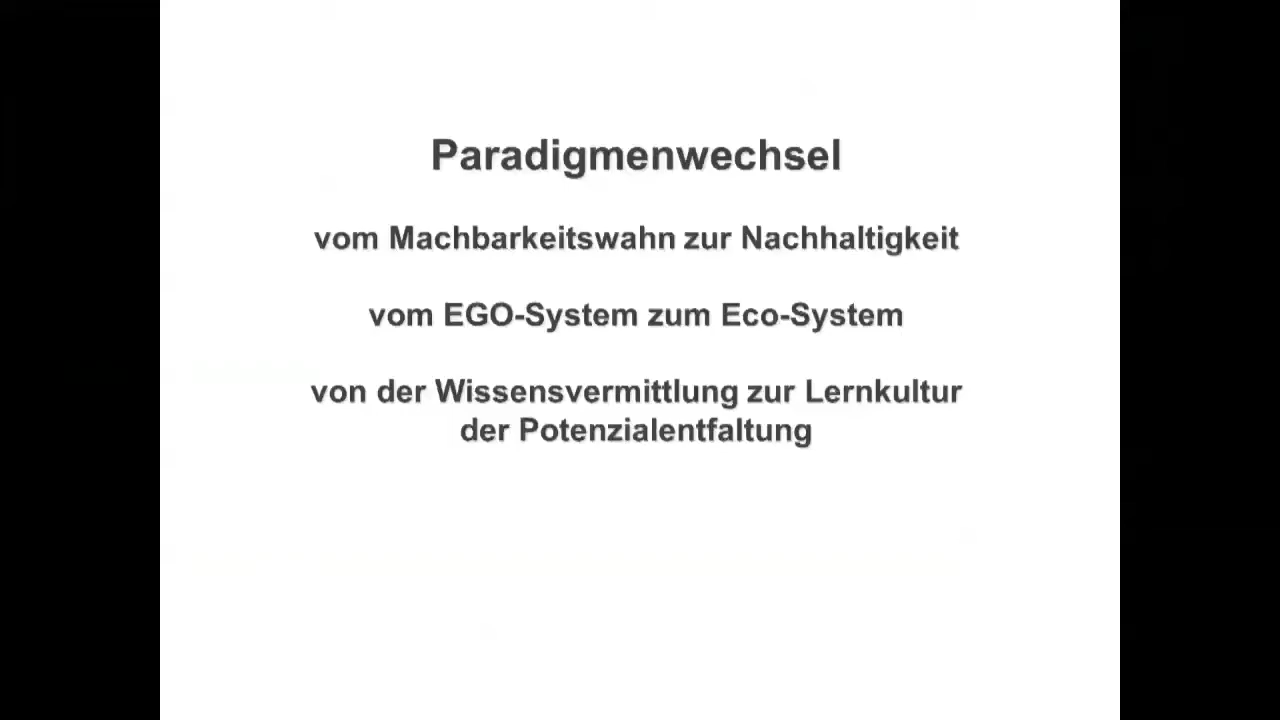 Paradigmenwechsel
vom Machbarkeitswahn zur Nachhaltigkeit
vom EGO-System zum Eco-System
von der Wissensvermittlung zur Lernkultur
der Potenzialentfaltung